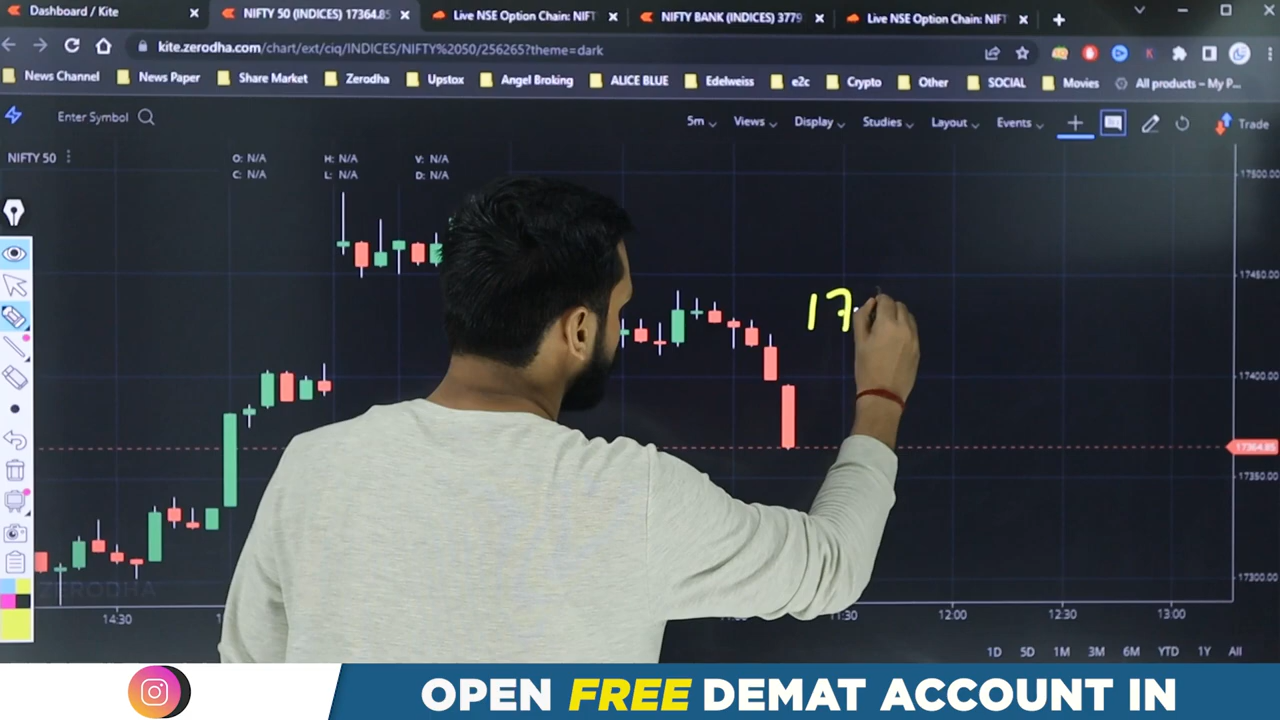 Dashboard / Kite
NIFTY 50 (INDICES) 17364.85
Live NSE Option Chain: NIFT
NIFTY BANK (INDICES) 3779
Live NSE Option Chain: NIFT
kite.zerodha.com/chart/ext/ciq/INDICES/NIFTY%2050/256265?theme=dark
News Channel News Paper Share Market Zerodha Upstox Angel Broking ALICE BLUE Edelweiss e2c Crypto Other SOCIAL Movies All products – My P...
Enter Symbol 5m Views Display Studies Layout Events Trade
NIFTY 50
O: N/A H: N/A V: N/A
C: N/A L: N/A D: N/A
17500.00
17450.00
17
17400.00
17364.85
17350.00
17300.00
ZERODHA
14:30 11:30 12:00 12:30 13:00
1D 5D 1M 3M 6M YTD 1Y All
OPEN FREE DEMAT ACCOUNT IN